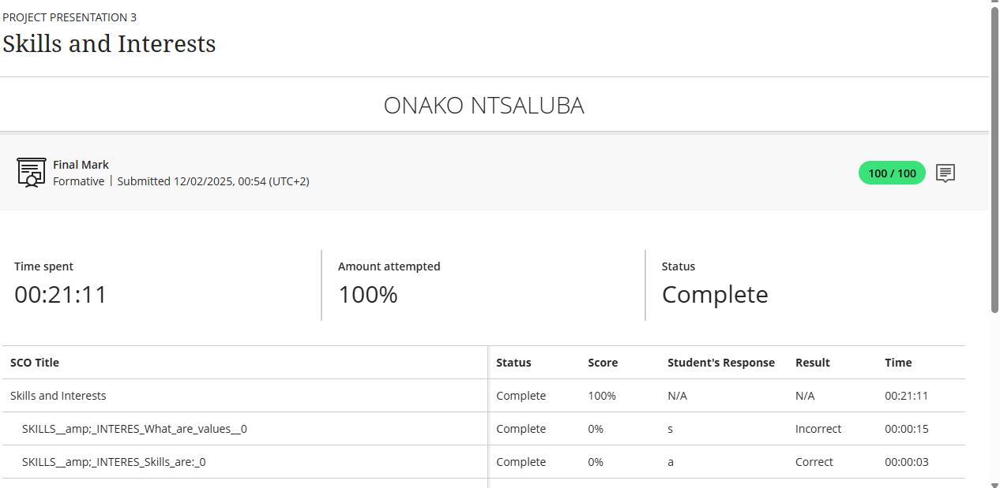 PROJECT PRESENTATION 3
Skills and Interests
ONAKO NTSALUBA
Final Mark
Formative | Submitted 12/02/2025, 00:54 (UTC+2)
100 / 100
Time spent
00:21:11
Amount attempted
100%
Status
Complete
SCO Title Status Score Student's Response Result Time
Skills and Interests Complete 100% N/A N/A 00:21:11
SKILLS__amp;_INTERES_What_are_values__0 Complete 0% s Incorrect 00:00:15
SKILLS__amp;_INTERES_Skills_are:_0 Complete 0% a Correct 00:00:03